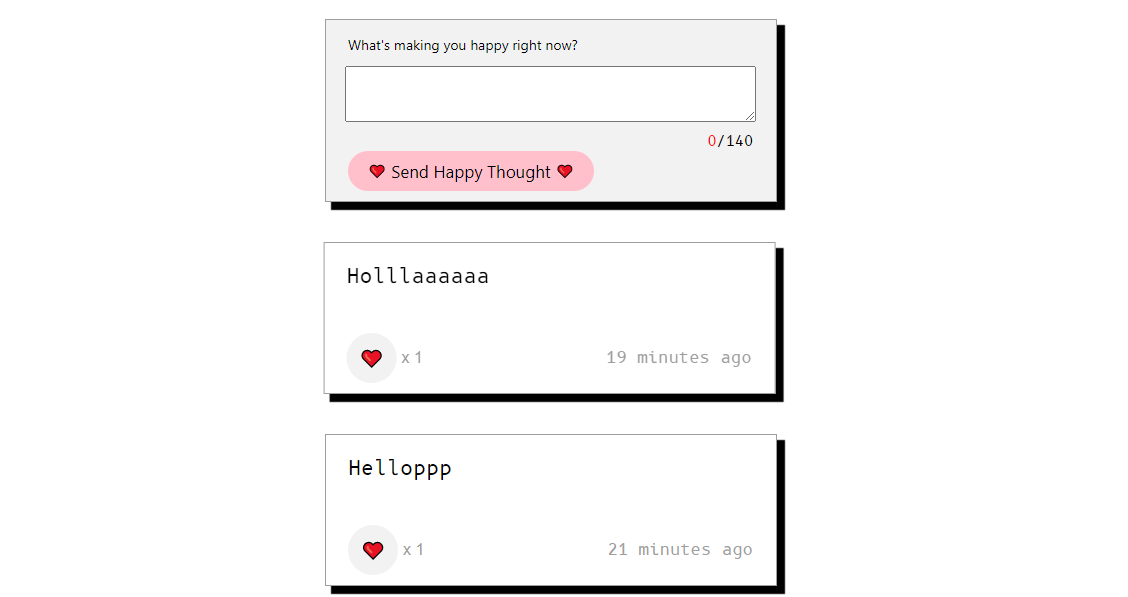 What's making you happy right now?
0/140
❤️ Send Happy Thought ❤️
Holllaaaaaa
❤️ x 1 19 minutes ago
Helloppp
❤️ x 1 21 minutes ago